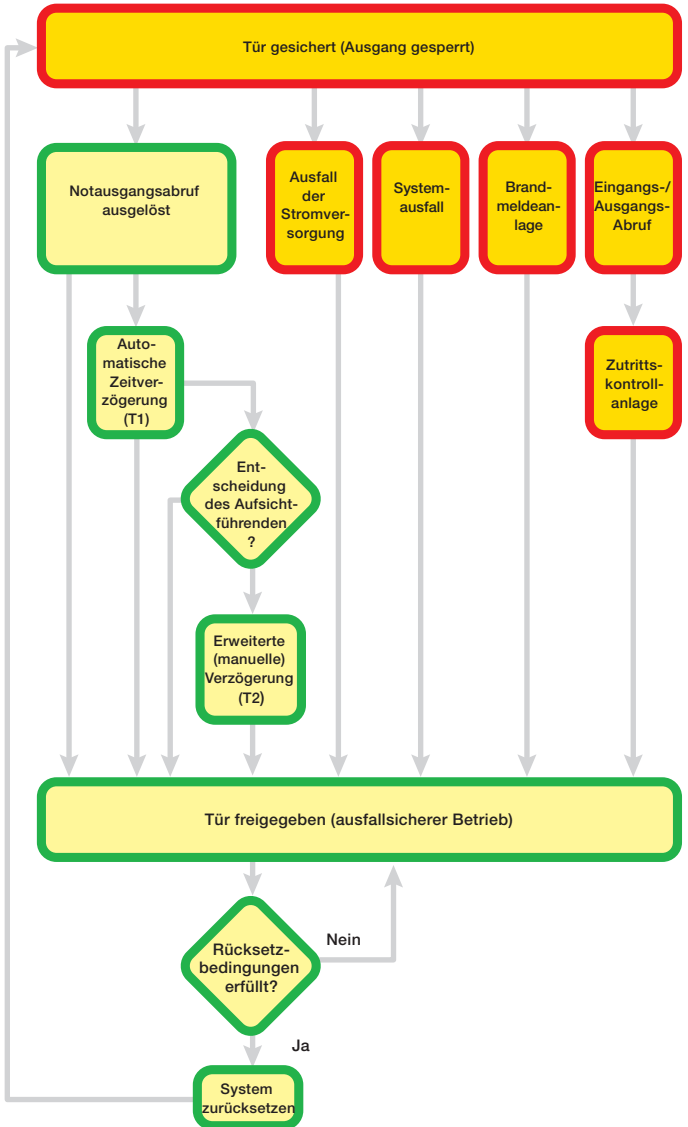 Tür gesichert (Ausgang gesperrt)
Notausgangsabruf
ausgelöst
Ausfall
der
Stromver-
sorgung
System-
ausfall
Brand-
meldean-
lage
Eingangs-/
Ausgangs-
Abruf
Auto-
matische
Zeitver-
zögerung
(T1)
Zutritts-
kontroll-
anlage
Ent-
scheidung
des Aufsicht-
führenden
?
Erweiterte
(manuelle)
Verzögerung
(T2)
Tür freigegeben (ausfallsicherer Betrieb)
Rücksetz-
bedingungen
erfüllt?
Nein
Ja
System
zurücksetzen